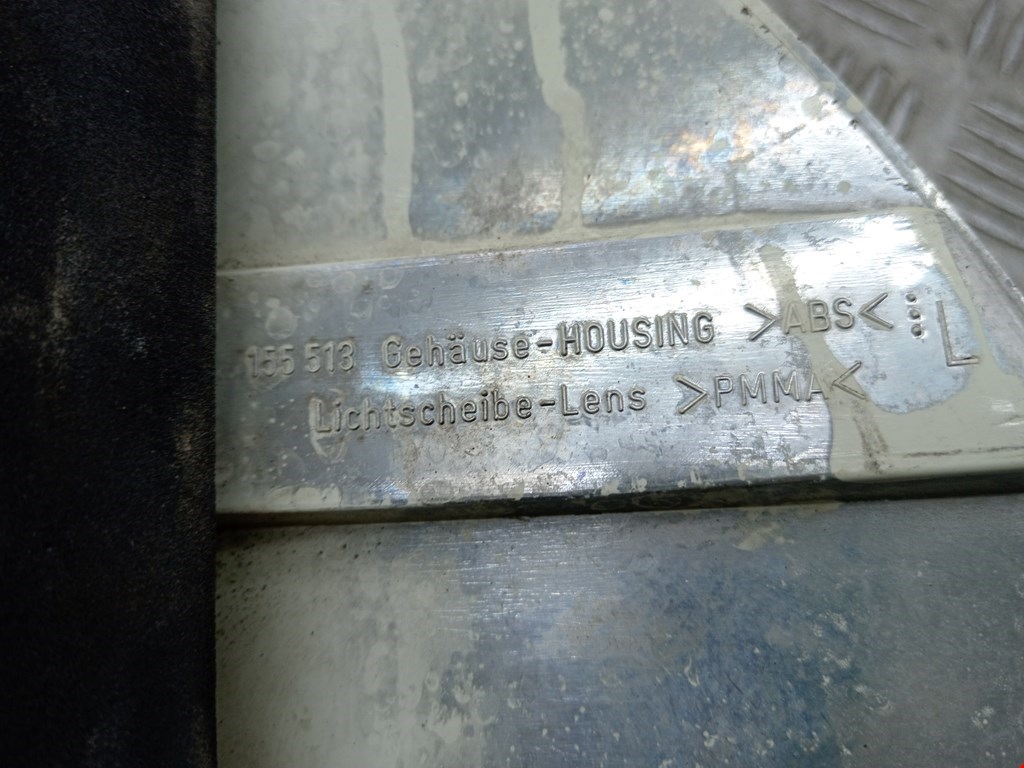 155 513 Gehäuse-HOUSING >ABS< L
Lichtscheibe-Lens >PMMA<